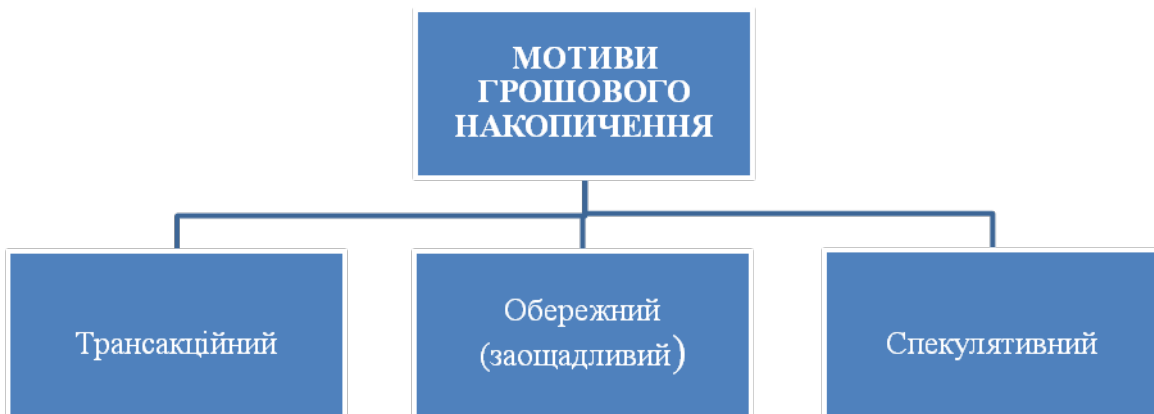 МОТИВИ
ГРОШОВОГО
НАКОПИЧЕННЯ
Трансакційний
Обережний
(заощадливий)
Спекулятивний